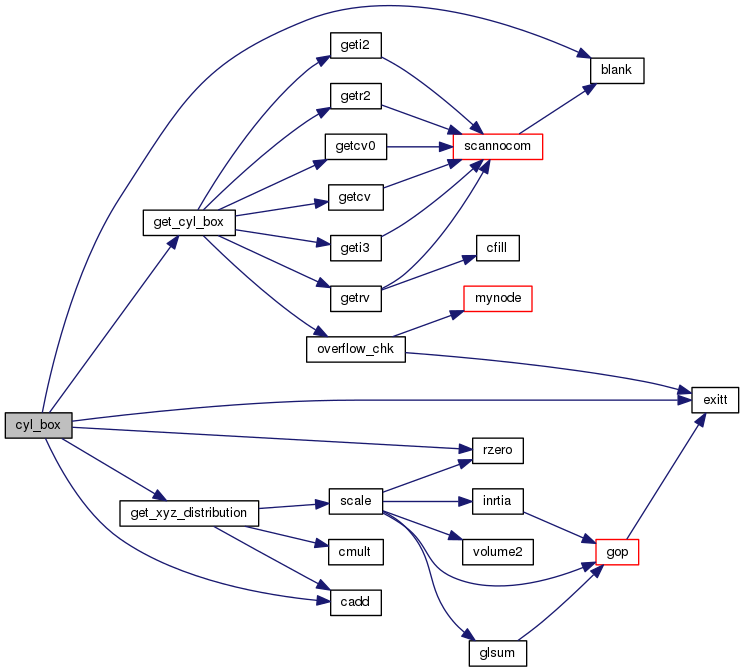 geti2
blank
getr2
getcv0
scannocom
getcv
get_cyl_box
geti3
cfill
getrv
mynode
overflow_chk
exitt
cyl_box
rzero
get_xyz_distribution
scale
inrtia
cmult
volume2
gop
cadd
glsum